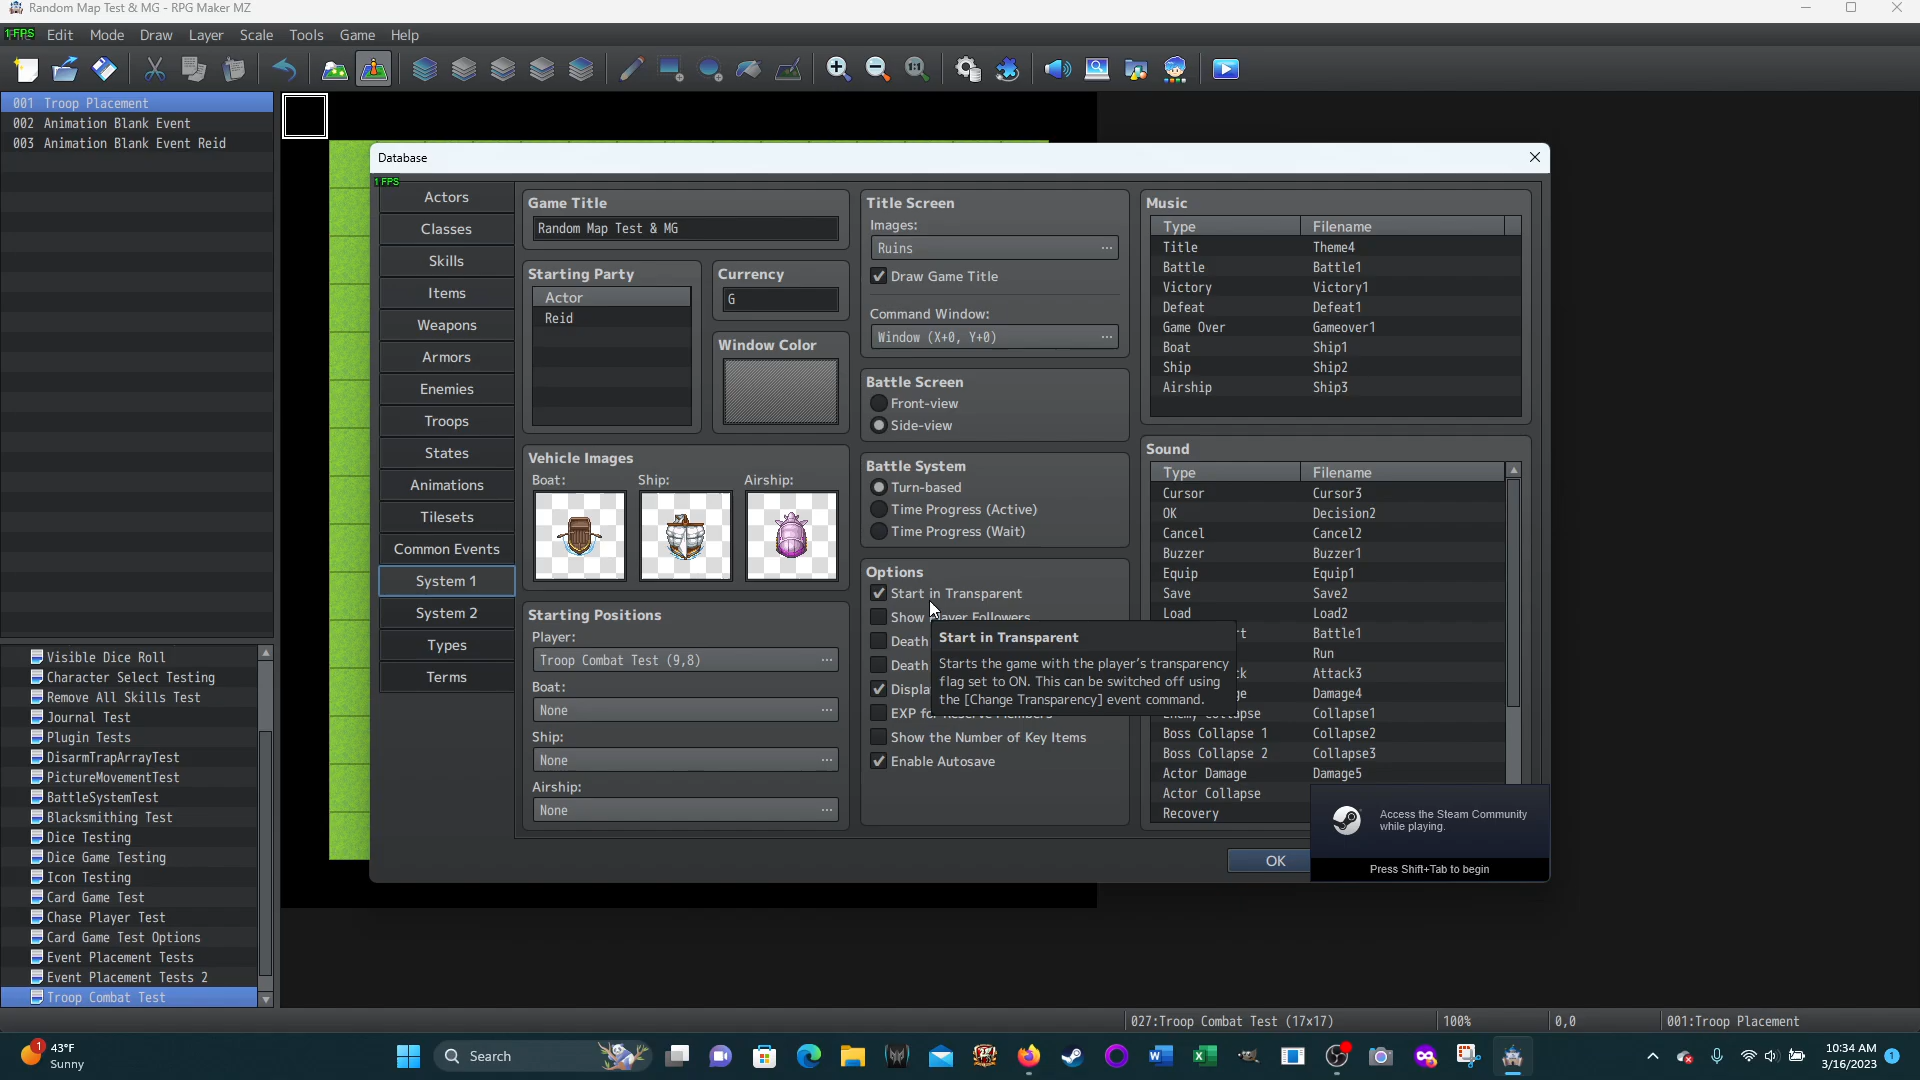 Random Map Test & MG - RPG Maker MZ
1 FPS
Edit Mode Draw Layer Scale Tools Game Help
001 Troop Placement
002 Animation Blank Event
003 Animation Blank Event Reid
Visible Dice Roll
Character Select Testing
Remove All Skills Test
Journal Test
Plugin Tests
DisarmTrapArrayTest
PictureMovementTest
BattleSystemTest
Blacksmithing Test
Dice Testing
Dice Game Testing
Icon Testing
Card Game Test
Chase Player Test
Card Game Test Options
Event Placement Tests
Event Placement Tests 2
Troop Combat Test
Database
1 FPS
Actors
Classes
Skills
Items
Weapons
Armors
Enemies
Troops
States
Animations
Tilesets
Common Events
System 1
System 2
Types
Terms
Game Title
Random Map Test & MG
Starting Party
Actor
Reid
Currency
G
Window Color
Vehicle Images
Boat: Ship: Airship:
Starting Positions
Player:
Troop Combat Test (9,8) ...
Boat:
None ...
Ship:
None ...
Airship:
None ...
Title Screen
Images:
Ruins ...
Draw Game Title
Command Window:
Window (X+0, Y+0) ...
Battle Screen
Front-view
Side-view
Battle System
Turn-based
Time Progress (Active)
Time Progress (Wait)
Options
Start in Transparent
Show Player Followers
Death
Death
Displa
EXP for Reserve Members
Show the Number of Key Items
Enable Autosave
Start in Transparent
Starts the game with the player's transparency
flag set to ON. This can be switched off using
the [Change Transparency] event command.
Music
Type Filename
Title Theme4
Battle Battle1
Victory Victory1
Defeat Defeat1
Game Over Gameover1
Boat Ship1
Ship Ship2
Airship Ship3
Sound
Type Filename
Cursor Cursor3
OK Decision2
Cancel Cancel2
Buzzer Buzzer1
Equip Equip1
Save Save2
Load Load2
t Battle1
Run
ck Attack3
ge Damage4
Enemy Collapse Collapse1
Boss Collapse 1 Collapse2
Boss Collapse 2 Collapse3
Actor Damage Damage5
Actor Collapse
Recovery
OK
Access the Steam Community
while playing.
Press Shift+Tab to begin
027:Troop Combat Test (17x17) 100% 0,0 001:Troop Placement
1
43°F
Sunny
Search
10:34 AM
3/16/2023
1